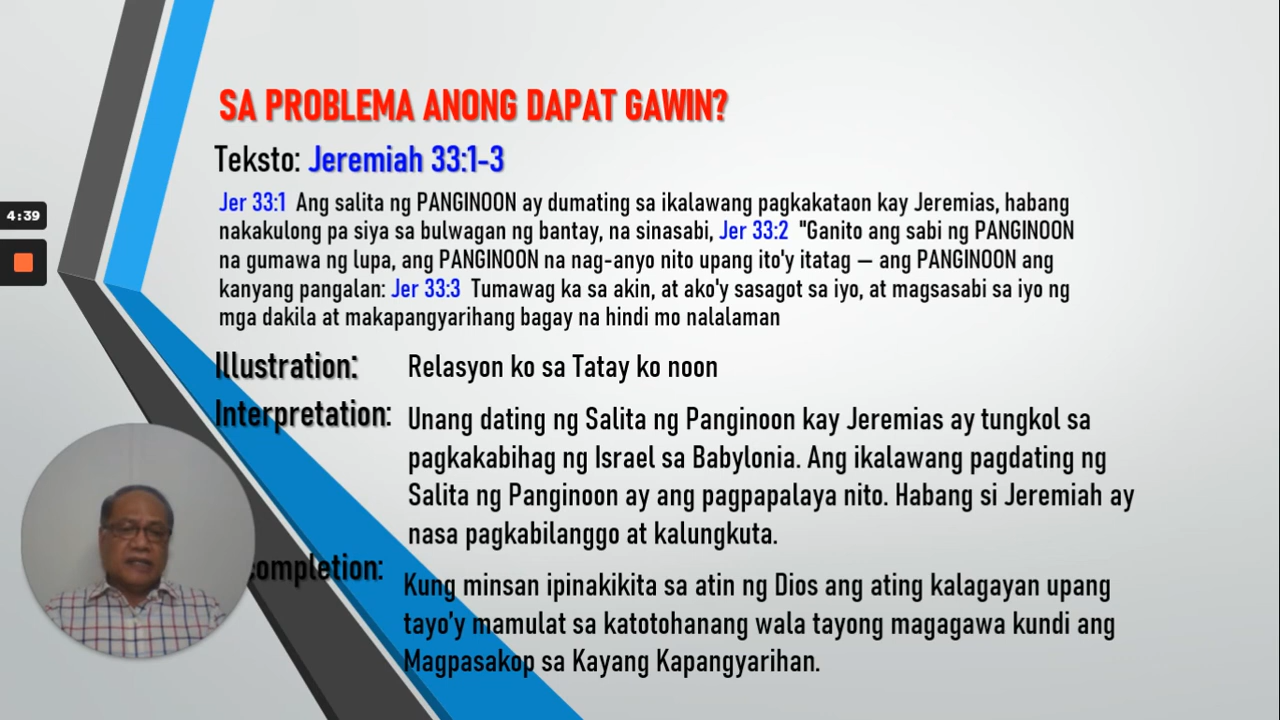 SA PROBLEMA ANONG DAPAT GAWIN?
Teksto: Jeremiah 33:1-3
Jer 33:1 Ang salita ng PANGINOON ay dumating sa ikalawang pagkakataon kay Jeremias, habang
nakakulong pa siya sa bulwagan ng bantay, na sinasabi, Jer 33:2 "Ganito ang sabi ng PANGINOON
na gumawa ng lupa, ang PANGINOON na nag-anyo nito upang ito'y itatag — ang PANGINOON ang
kanyang pangalan: Jer 33:3 Tumawag ka sa akin, at ako'y sasagot sa iyo, at magsasabi sa iyo ng
mga dakila at makapangyarihang bagay na hindi mo nalalaman
4:39
Illustration: Relasyon ko sa Tatay ko noon
Interpretation: Unang dating ng Salita ng Panginoon kay Jeremias ay tungkol sa
pagkakabihag ng Israel sa Babylonia. Ang ikalawang pagdating ng
Salita ng Panginoon ay ang pagpapalaya nito. Habang si Jeremiah ay
nasa pagkabilanggo at kalungkuta.
ompletion: Kung minsan ipinakikita sa atin ng Dios ang ating kalagayan upang
tayo'y mamulat sa katotohanang wala tayong magagawa kundi ang
Magpasakop sa Kayang Kapangyarihan.